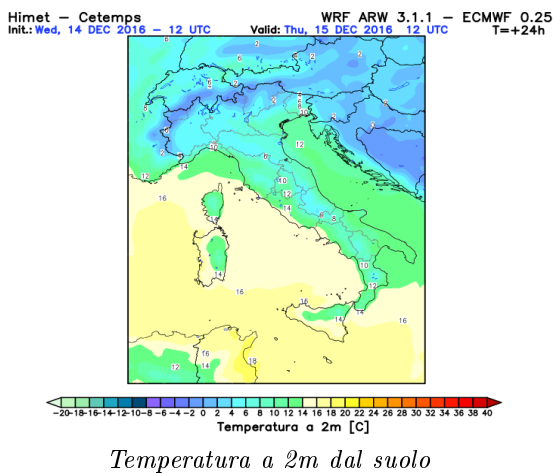 Himet – Cetemps WRF ARW 3.1.1 – ECMWF 0.25
Init.: Wed, 14 DEC 2016 – 12 UTC Valid: Thu, 15 DEC 2016 12 UTC T=+24h
-20-18-16-14-12-10-8 -6 -4 -2 0 2 4 6 8 10 12 14 16 18 20 22 24 26 28 30 32 34 36 38 40
Temperatura a 2m [C]
Temperatura a 2m dal suolo